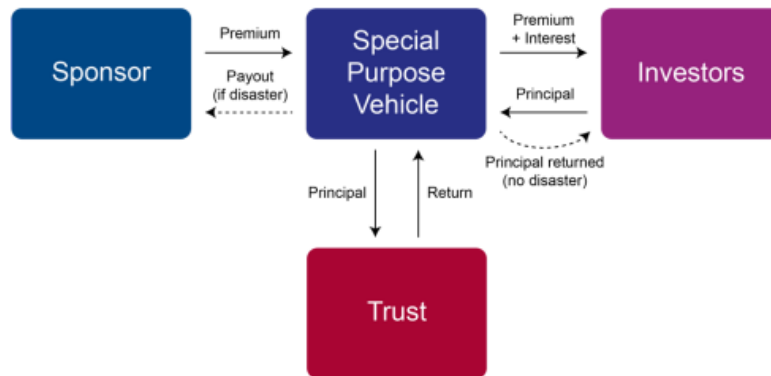 Sponsor
Premium
Payout
(if disaster)
Special
Purpose
Vehicle
Premium
+ Interest
Principal
Principal returned
(no disaster)
Investors
Principal
Return
Trust